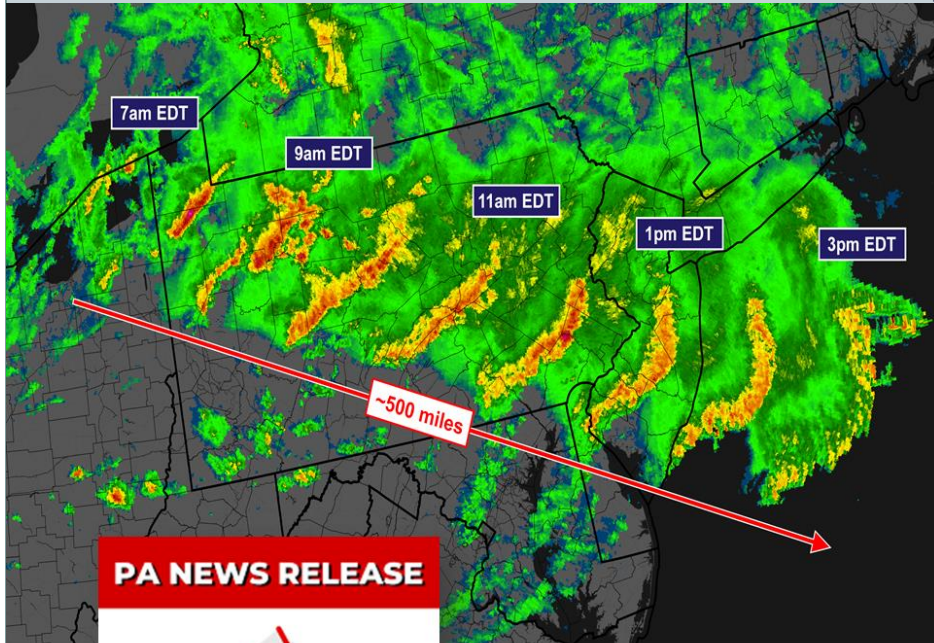 7am EDT
9am EDT
11am EDT
1pm EDT
3pm EDT
~500 miles
PA NEWS RELEASE